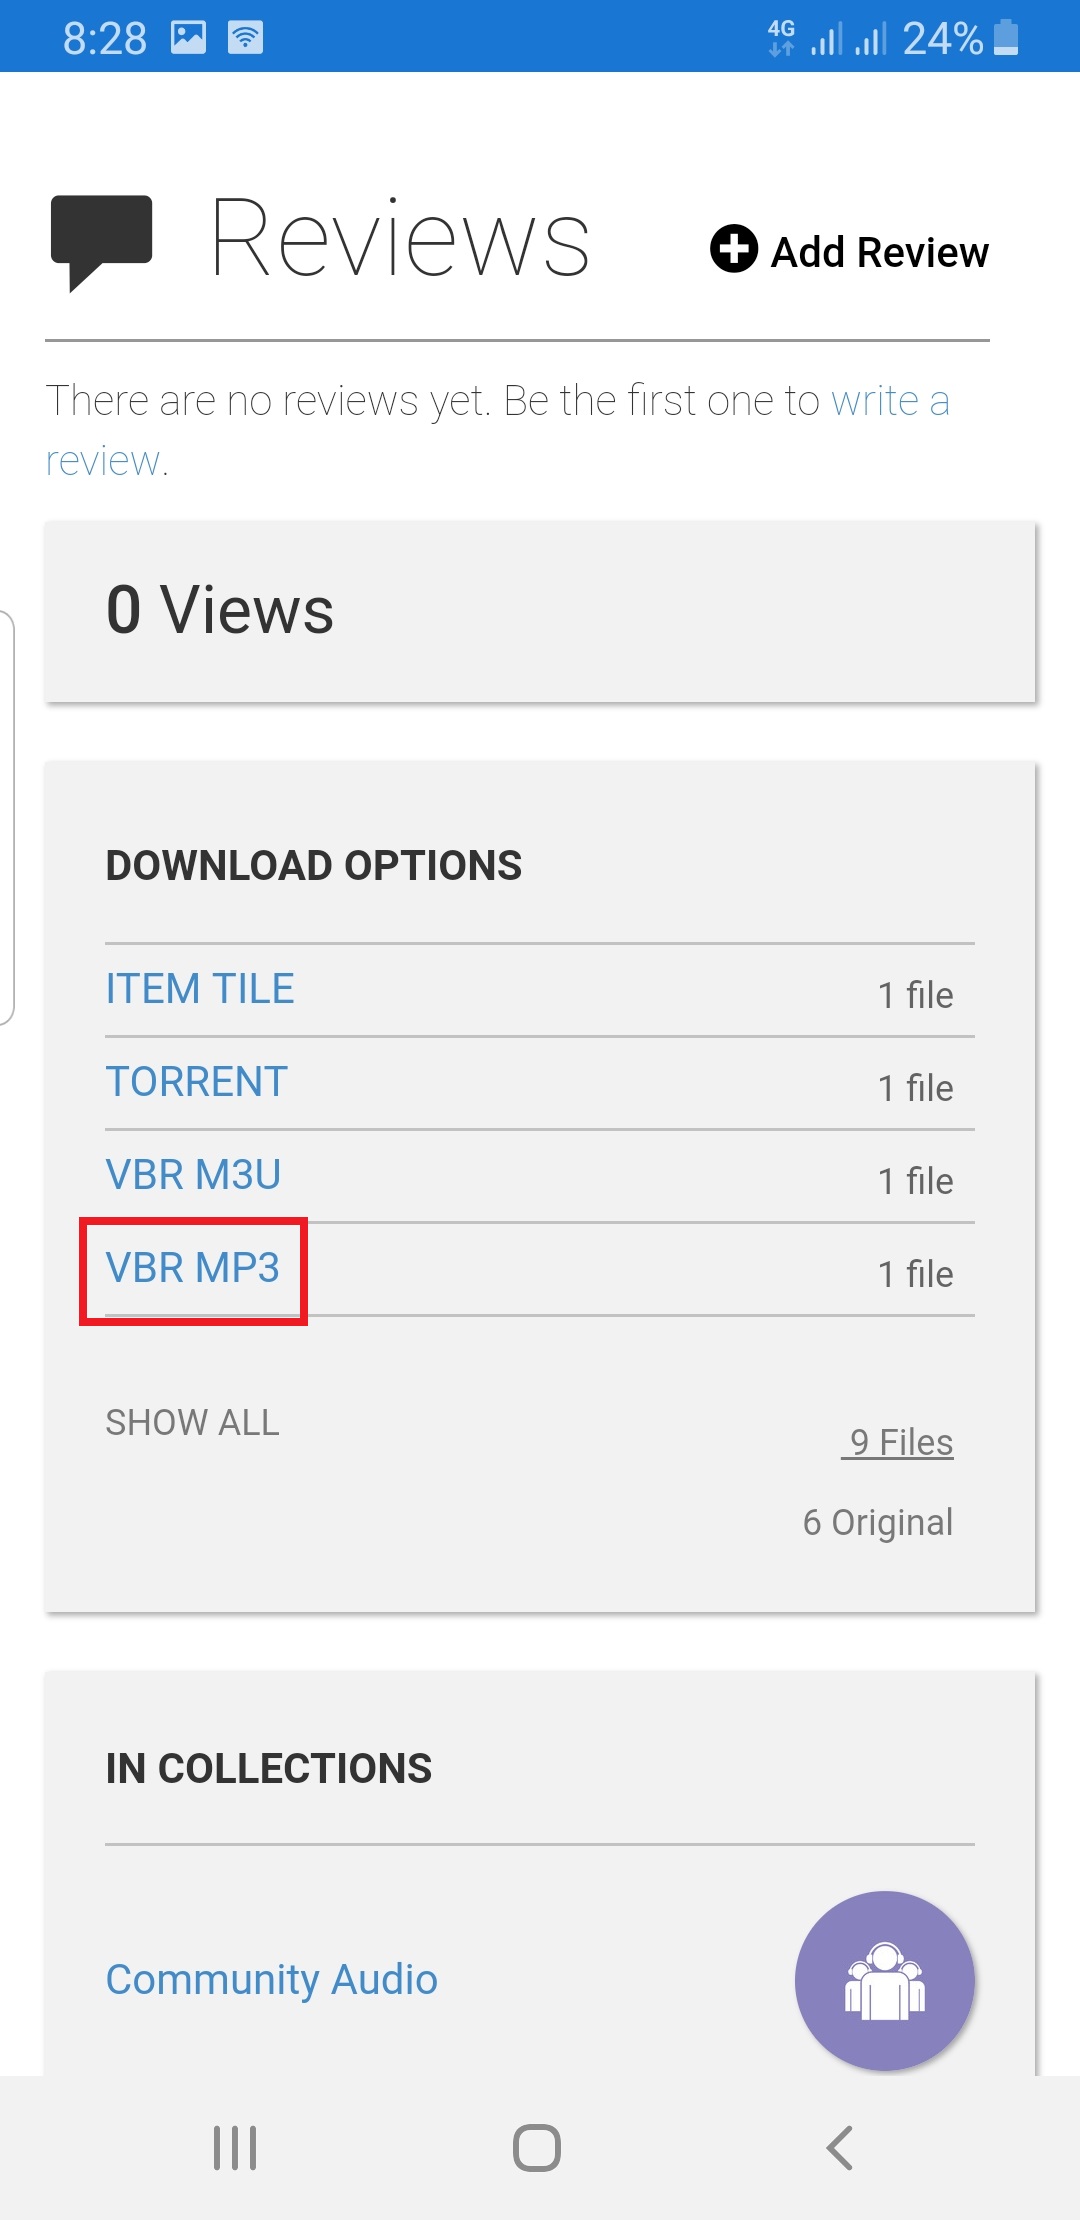 8:28 4G 24%
Reviews Add Review
There are no reviews yet. Be the first one to write a
review.
0 Views
DOWNLOAD OPTIONS
ITEM TILE 1 file
TORRENT 1 file
VBR M3U 1 file
VBR MP3 1 file
SHOW ALL 9 Files
6 Original
IN COLLECTIONS
Community Audio